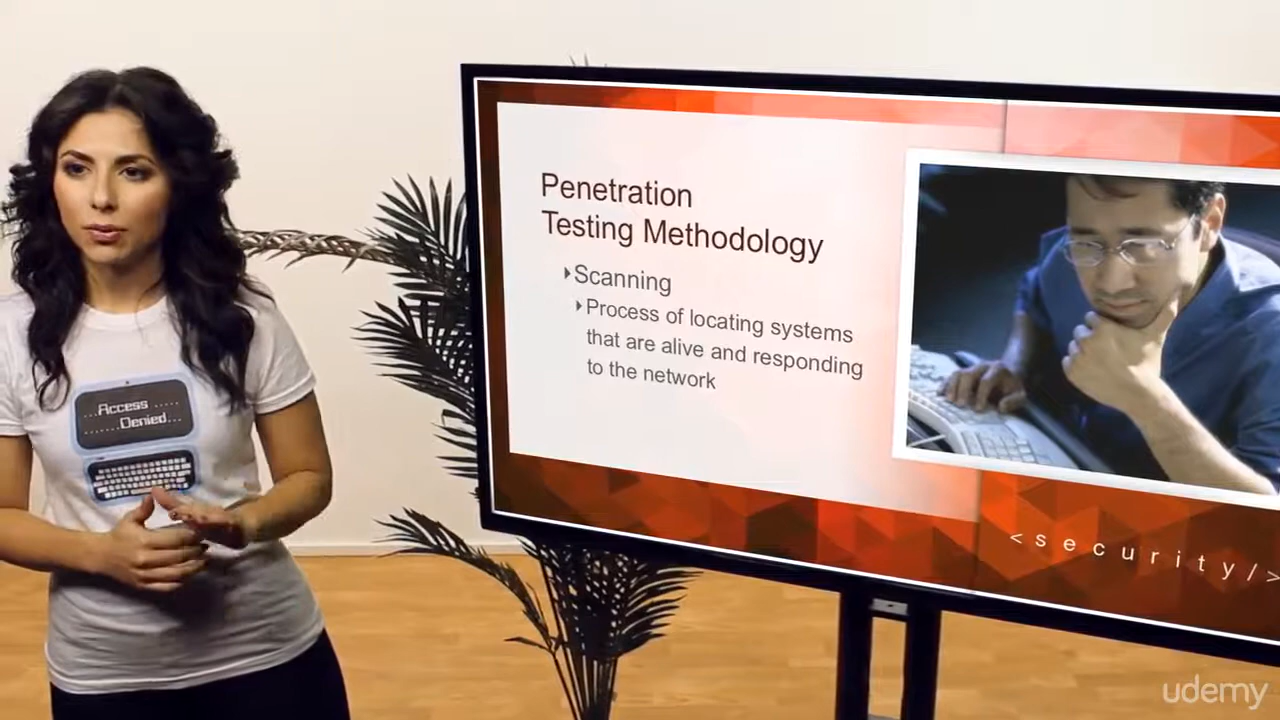 Penetration
Testing Methodology
Scanning
Process of locating systems
that are alive and responding
to the network
<security/>
...Access .....
...Denied...
udemy